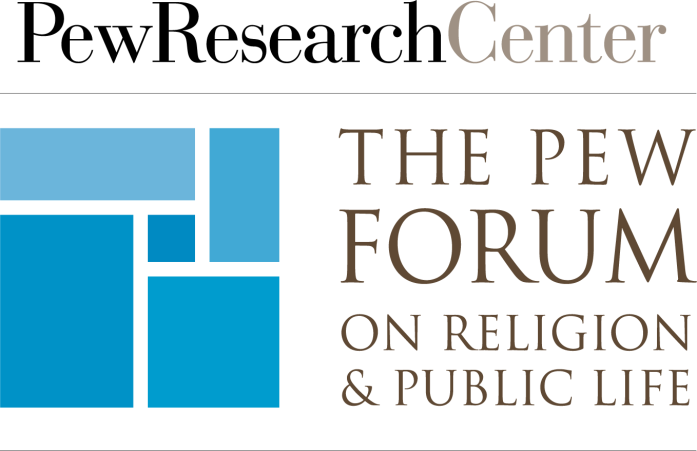 PewResearchCenter
THE PEW
FORUM
ON RELIGION
& PUBLIC LIFE